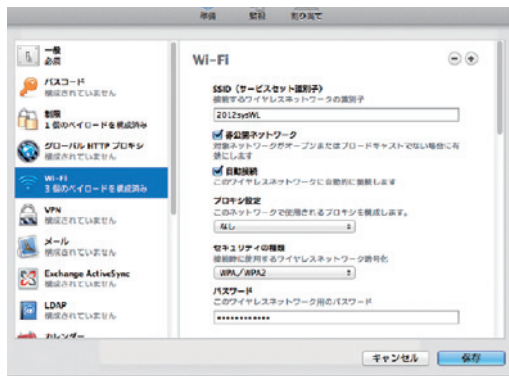 準備 監視 割り当て
一般
必須
パスコード
構成されていません
制限
1 個のペイロードを構成済み
グローバル HTTP プロキシ
構成されていません
Wi-Fi
3 個のペイロードを構成済み
VPN
構成されていません
メール
構成されていません
Exchange ActiveSync
構成されていません
LDAP
構成されていません
カレンダー
Wi-Fi
SSID（サービスセット識別子）
接続するワイヤレスネットワークの識別子
2012sysWL
非公開ネットワーク
対象ネットワークがオープンまたはブロードキャストでない場合に有
効にします
自動接続
このワイヤレスネットワークに自動的に接続します
プロキシ設定
このネットワークで使用されるプロキシを構成します。
なし
セキュリティの種類
接続時に使用するワイヤレスネットワーク暗号化
WPA／WPA2
パスワード
このワイヤレスネットワーク用のパスワード
••••••••••••
キャンセル 保存